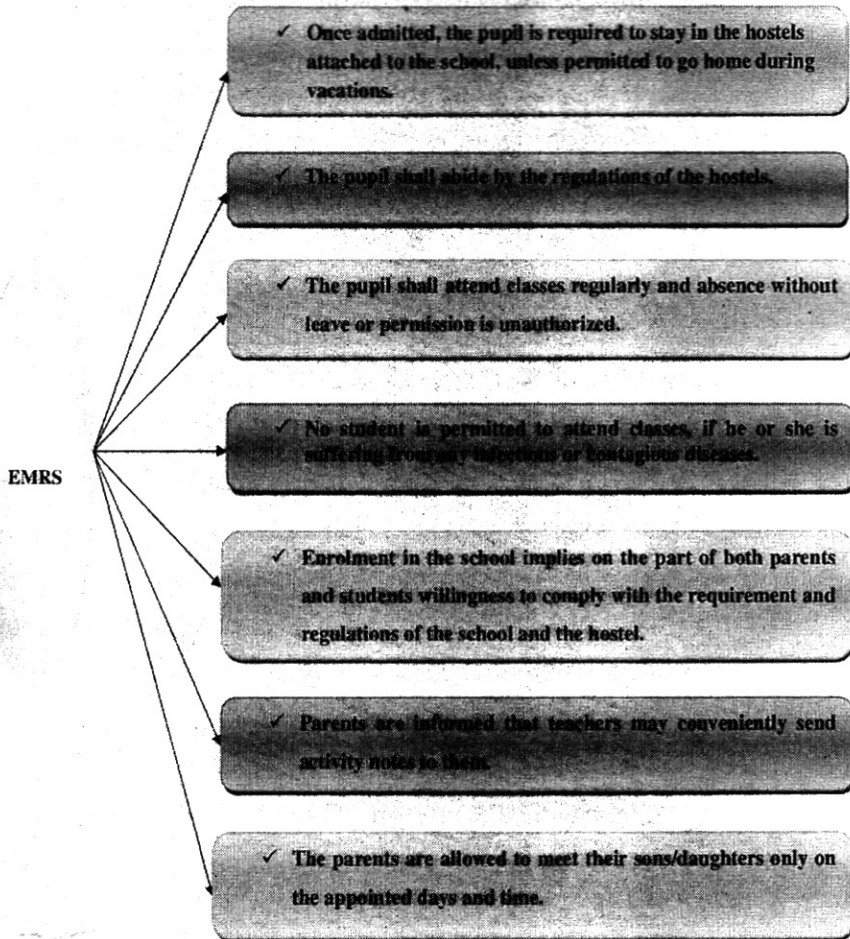 ✓ Once admitted, the pupil is required to stay in the hostels
attached to the school, unless permitted to go home during
vacations.
✓ The pupil shall abide by the regulations of the hostels.
✓ The pupil shall attend classes regularly and absence without
leave or permission is unauthorized.
✓ No student is permitted to attend classes, if he or she is
suffering from any infectious or contagious diseases.
EMRS
✓ Enrolment in the school implies on the part of both parents
and students willingness to comply with the requirement and
regulations of the school and the hostel.
✓ Parents are informed that teachers may conveniently send
activity notes to them.
✓ The parents are allowed to meet their sons/daughters only on
the appointed days and time.